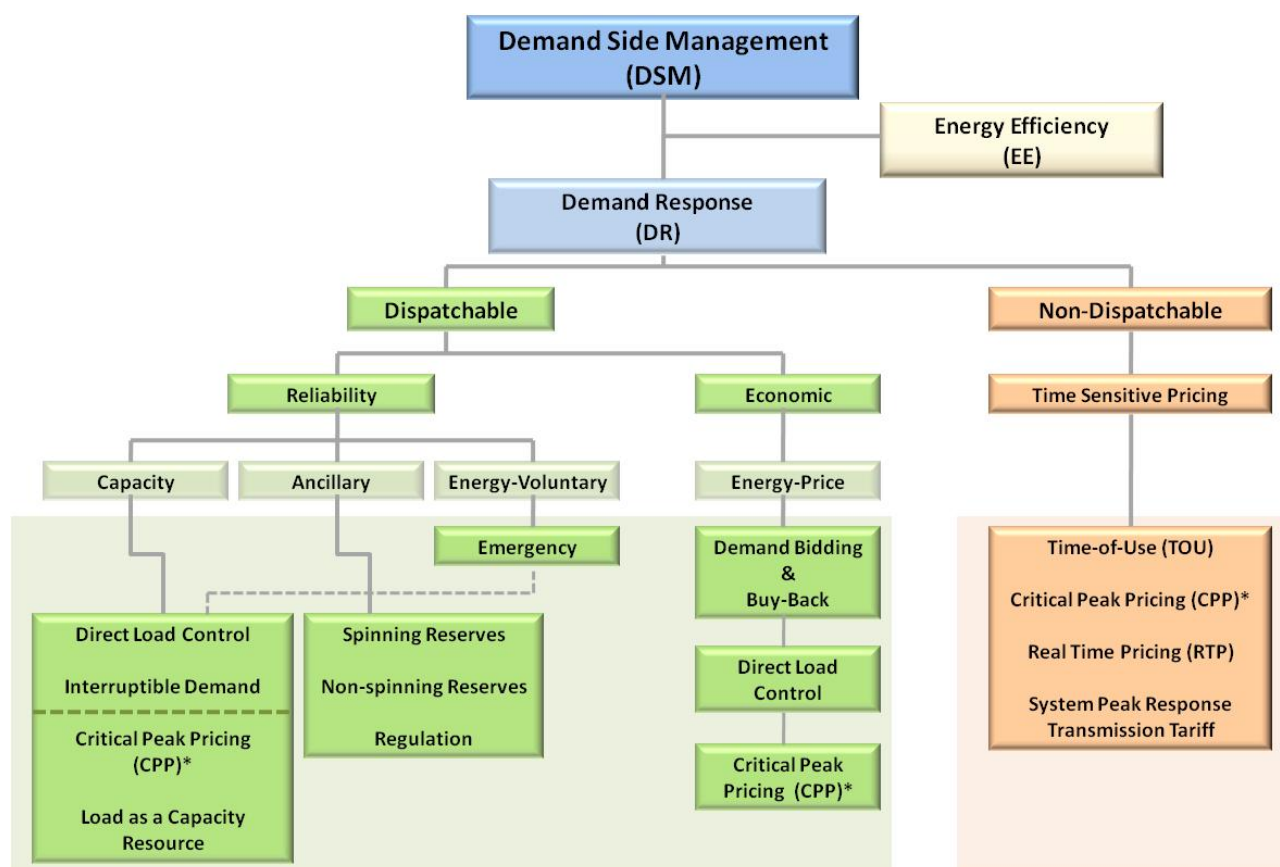 Demand Side Management
(DSM)
Energy Efficiency
(EE)
Demand Response
(DR)
Dispatchable
Non-Dispatchable
Reliability
Economic
Time Sensitive Pricing
Capacity
Ancillary
Energy-Voluntary
Energy-Price
Emergency
Demand Bidding
&
Buy-Back
Time-of-Use (TOU)
Critical Peak Pricing (CPP)*
Real Time Pricing (RTP)
System Peak Response
Transmission Tariff
Direct Load Control
Interruptible Demand
Critical Peak Pricing
(CPP)*
Load as a Capacity
Resource
Spinning Reserves
Non-spinning Reserves
Regulation
Direct Load
Control
Critical Peak
Pricing (CPP)*